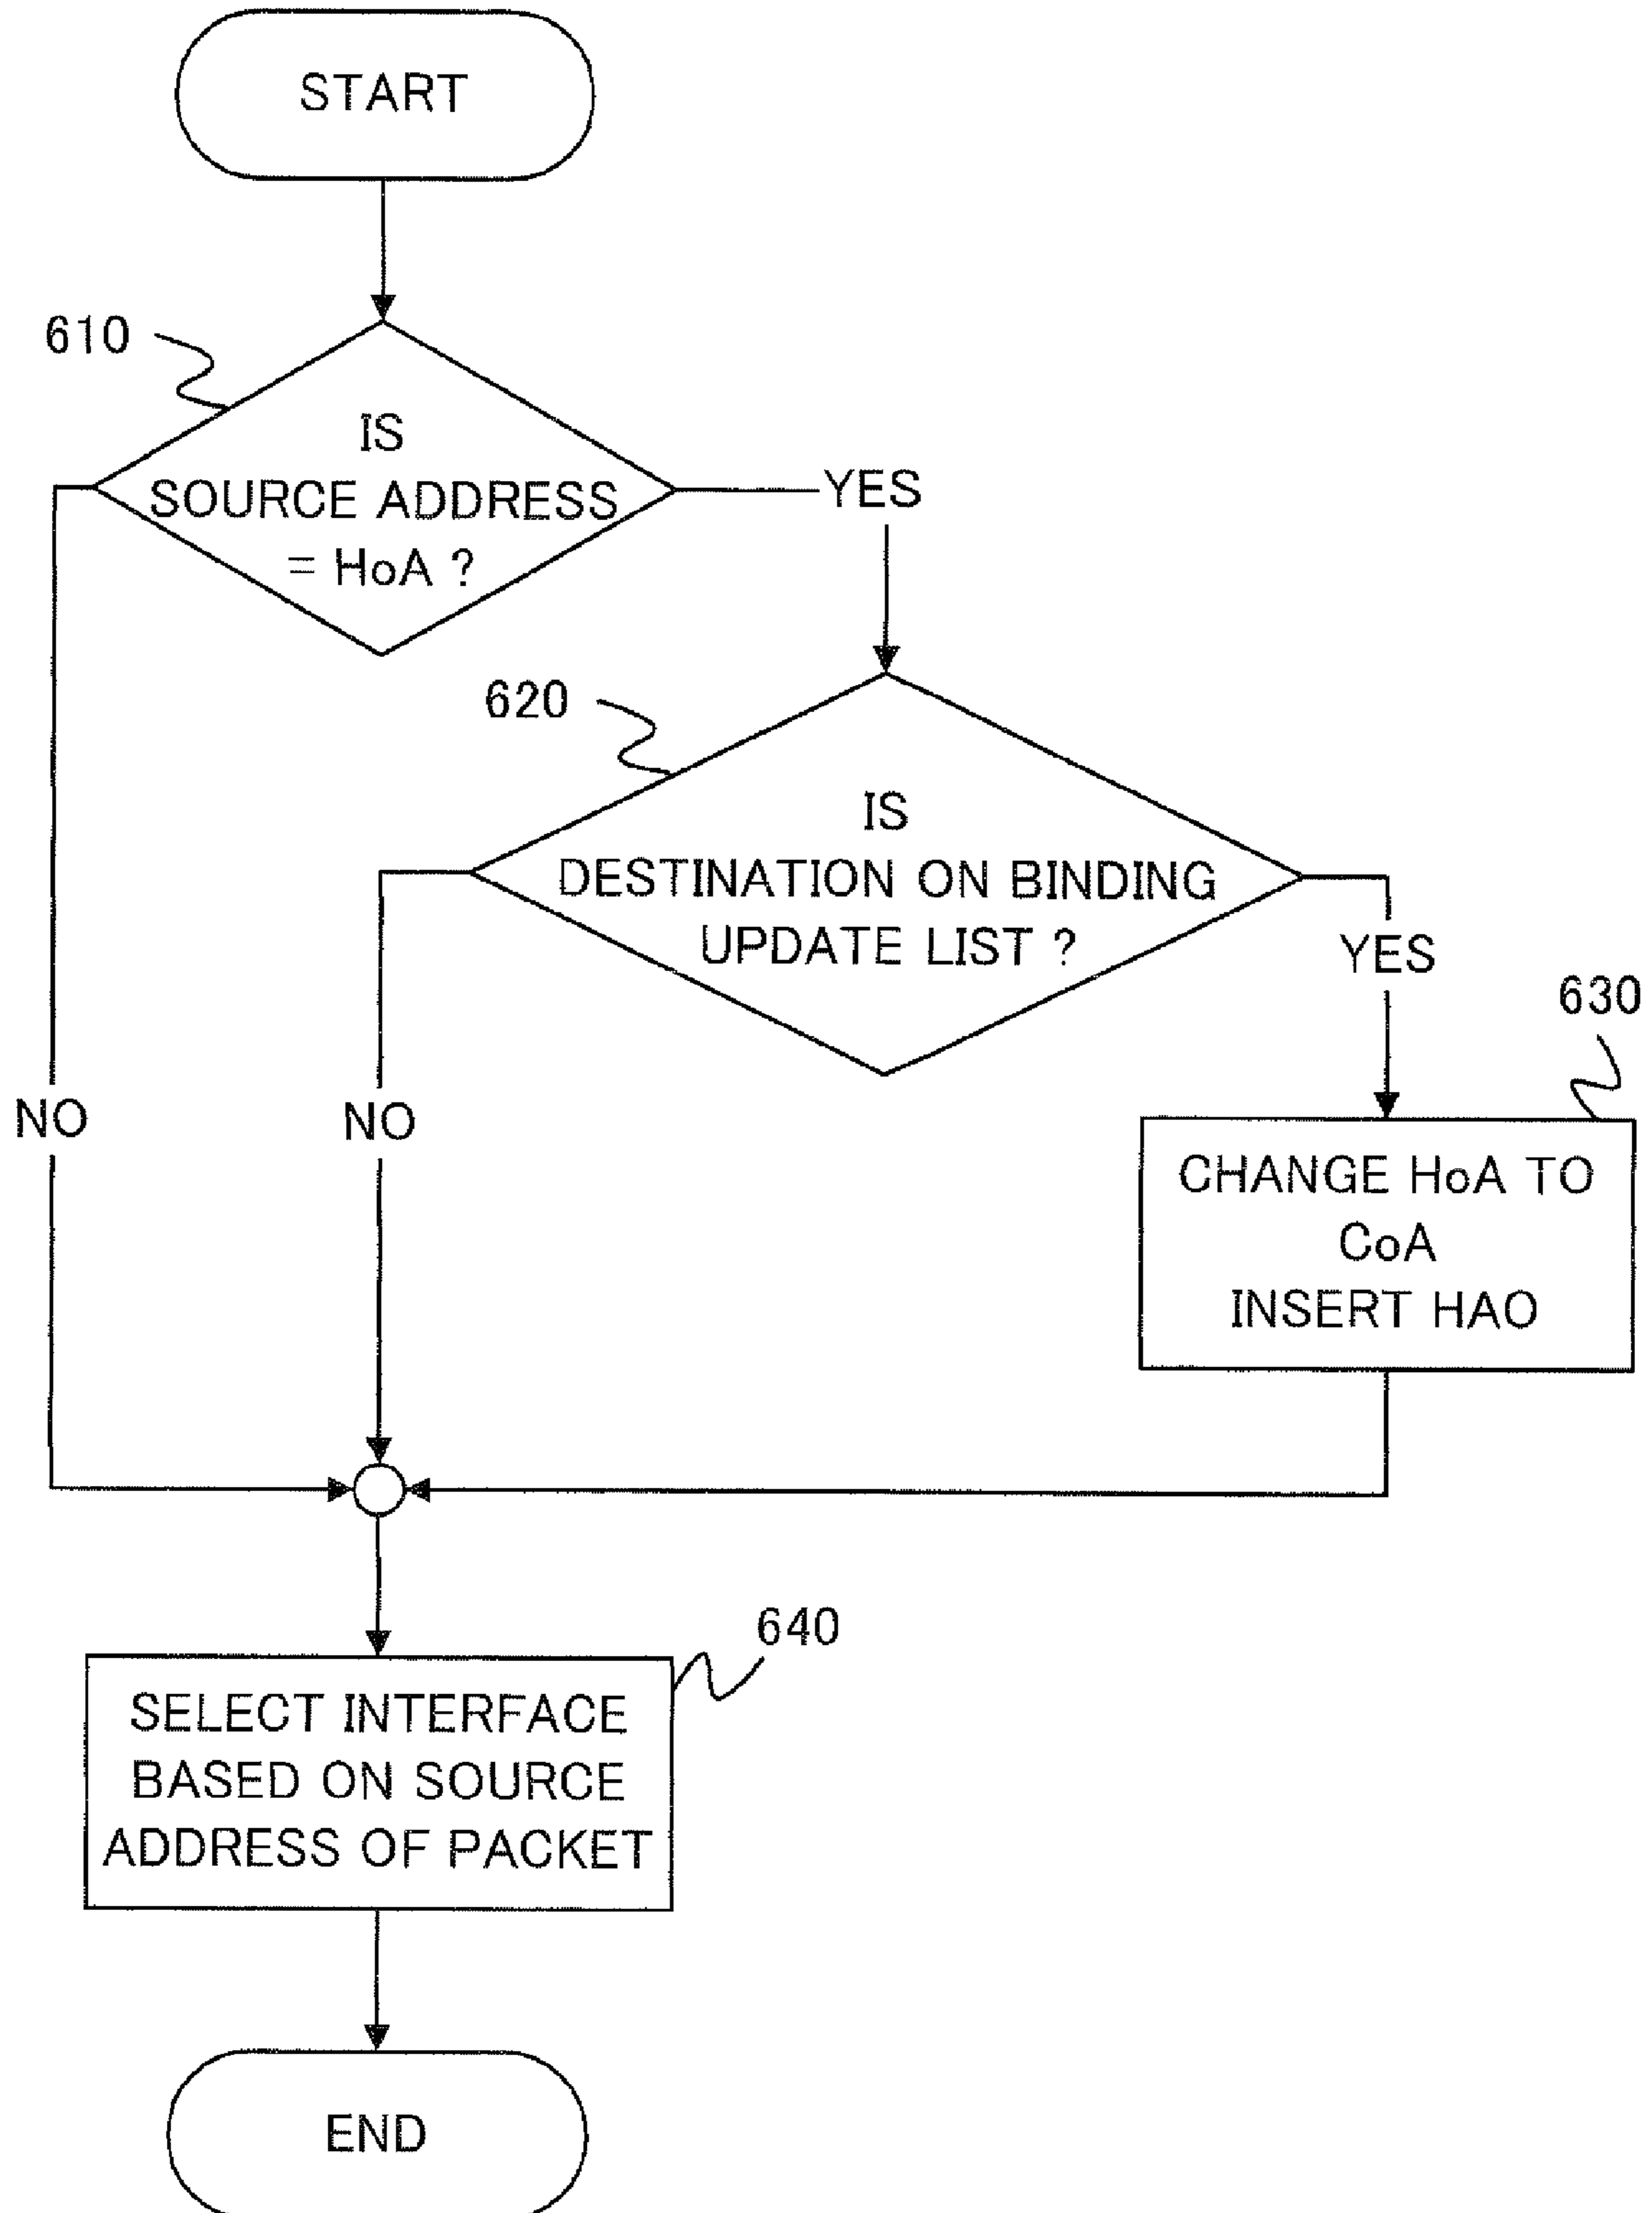 START
610
IS
SOURCE ADDRESS
= HoA ?
YES
620
IS
DESTINATION ON BINDING
UPDATE LIST ?
YES
630
NO
NO
CHANGE HoA TO
CoA
INSERT HAO
640
SELECT INTERFACE
BASED ON SOURCE
ADDRESS OF PACKET
END